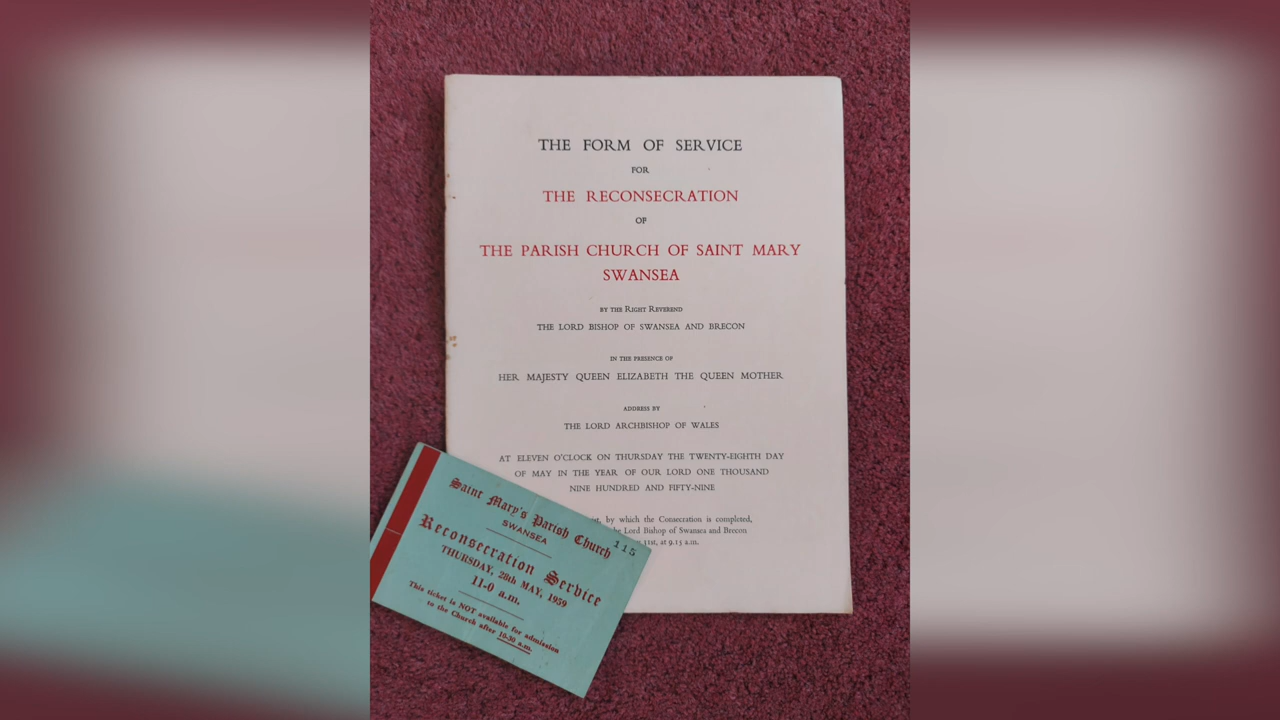 THE FORM OF SERVICE
FOR
THE RECONSECRATION
OF
THE PARISH CHURCH OF SAINT MARY
SWANSEA
BY THE RIGHT REVEREND
THE LORD BISHOP OF SWANSEA AND BRECON
IN THE PRESENCE OF
HER MAJESTY QUEEN ELIZABETH THE QUEEN MOTHER
ADDRESS BY
THE LORD ARCHBISHOP OF WALES
AT ELEVEN O'CLOCK ON THURSDAY THE TWENTY-EIGHTH DAY
OF MAY IN THE YEAR OF OUR LORD ONE THOUSAND
NINE HUNDRED AND FIFTY-NINE
by which the Consecration is completed,
Lord Bishop of Swansea and Brecon
31st, at 9.15 a.m.
Saint Mary's Parish Church
SWANSEA
115
Reconsecration Service
THURSDAY, 28th MAY, 1959
11-0 a.m.
This ticket is NOT available for admission
to the Church after 10-30 a.m.